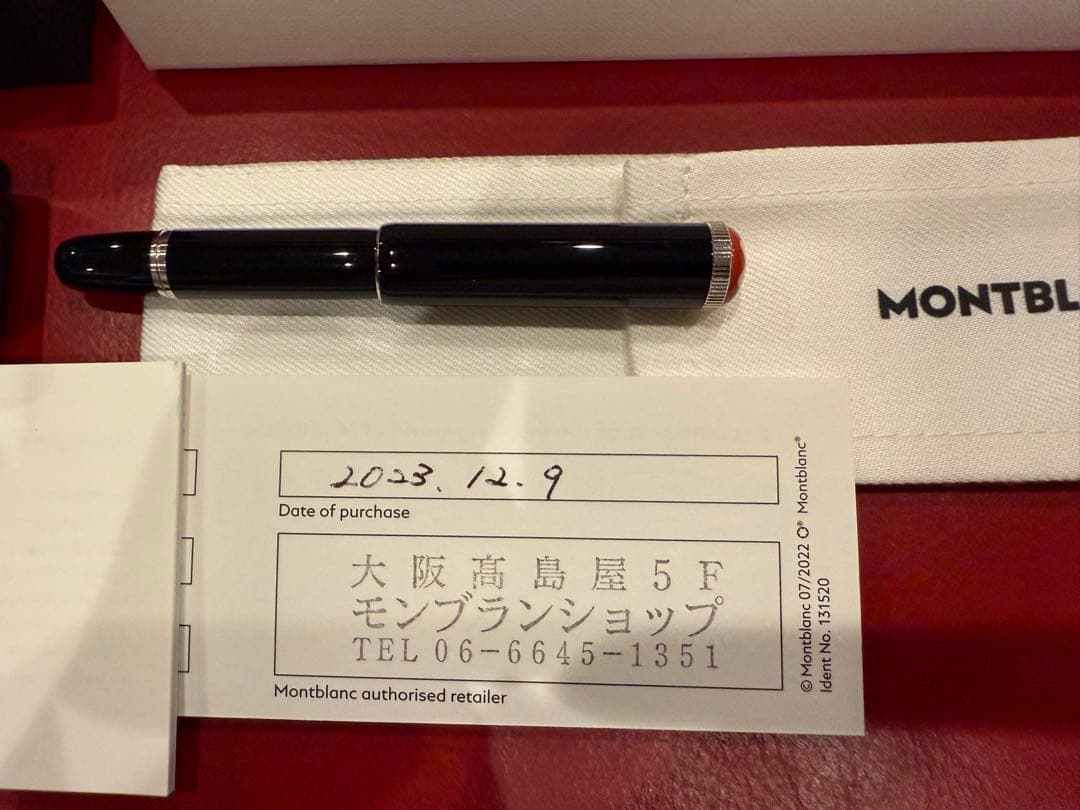 MONTBL
2023. 12. 9
Date of purchase
大阪髙島屋5F
モンブランショップ
TEL 06-6645-1351
Montblanc authorised retailer
© Montblanc 07/2022 O® Montblanc®
Ident No. 131520